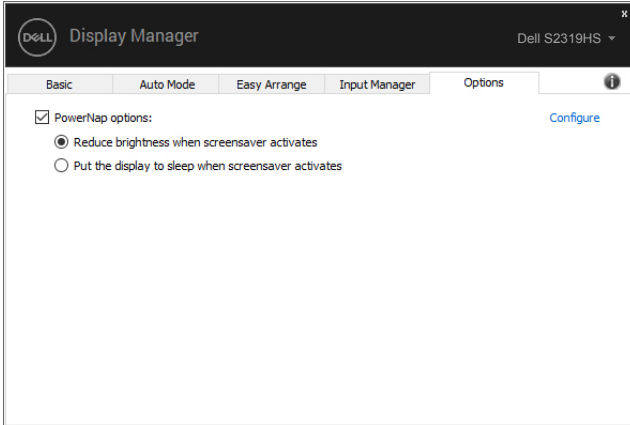 x
DELL Display Manager
Dell S2319HS
Basic Auto Mode Easy Arrange Input Manager Options i
PowerNap options: Configure
Reduce brightness when screensaver activates
Put the display to sleep when screensaver activates